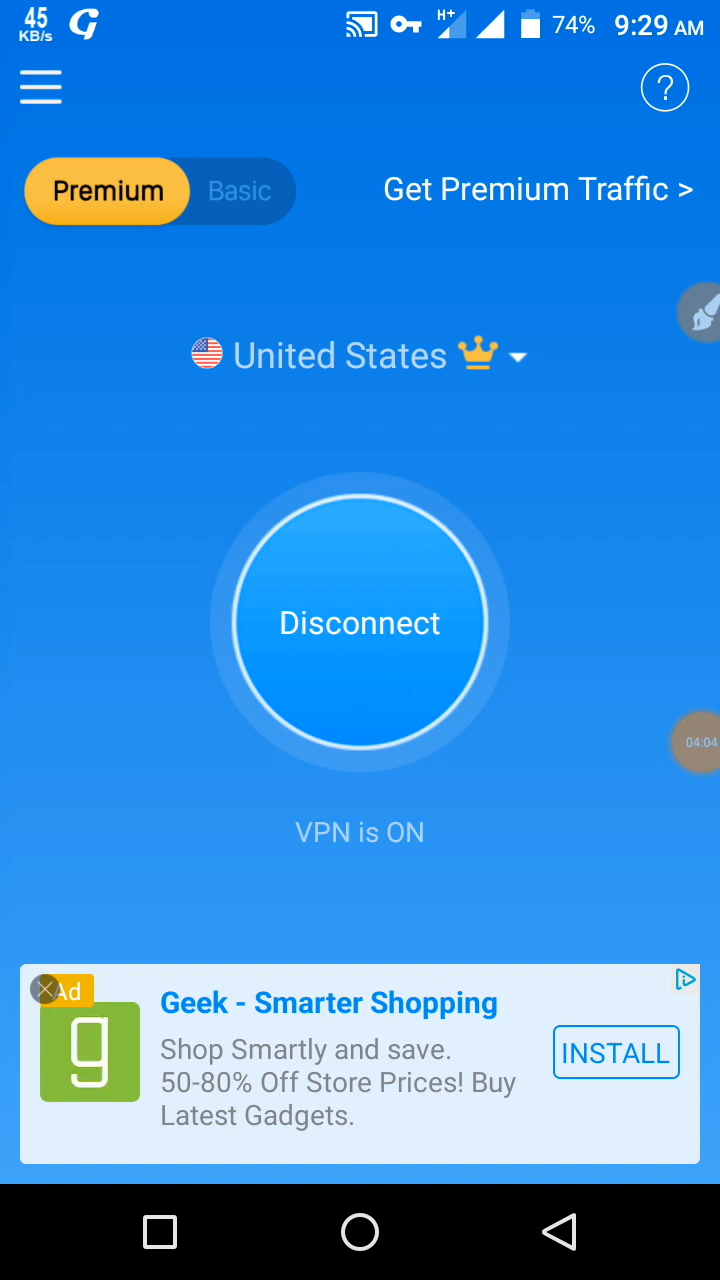 45
KB/s
H+
74%
9:29 AM
?
Premium
Basic
Get Premium Traffic >
United States
Disconnect
04:04
VPN is ON
Ad
g
Geek - Smarter Shopping
Shop Smartly and save.
50-80% Off Store Prices! Buy
Latest Gadgets.
INSTALL